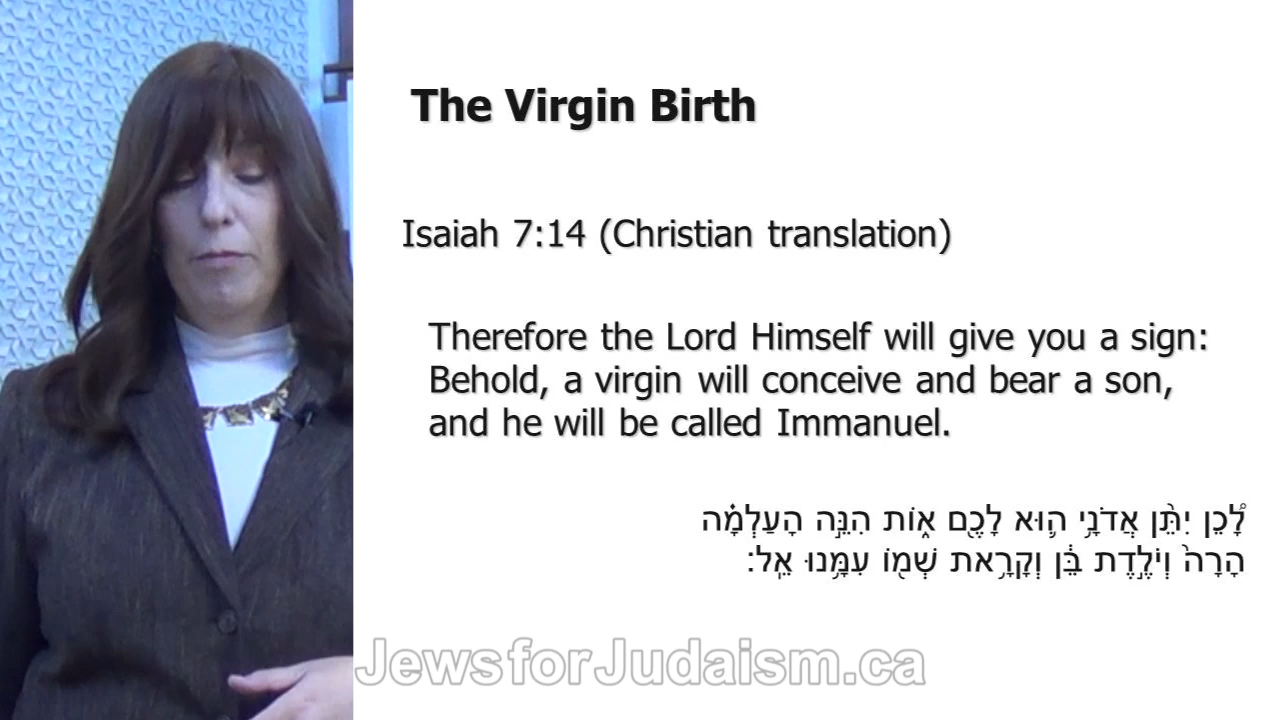 The Virgin Birth
Isaiah 7:14 (Christian translation)
Therefore the Lord Himself will give you a sign:
Behold, a virgin will conceive and bear a son,
and he will be called Immanuel.
לָ֠כֵן יִתֵּ֨ן אֲדֹנָ֥י ה֛וּא לָכֶ֖ם א֑וֹת הִנֵּ֣ה הָעַלְמָ֗ה
הָרָה֙ וְיֹלֶ֣דֶת בֵּ֔ן וְקָרָ֥את שְׁמ֖וֹ עִמָּ֥נוּ אֵֽל׃
JewsforJudaism.ca